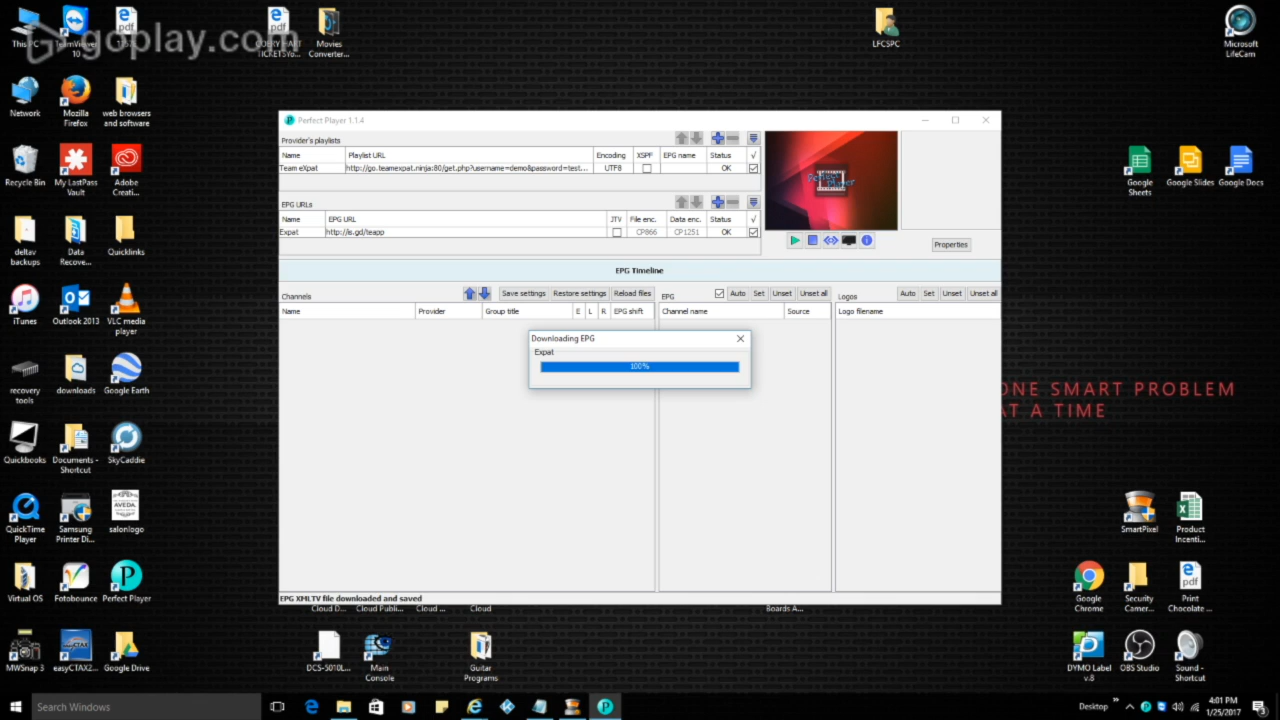 goplay.com
This PC
TeamViewer
10
Movies
Converter...
LFCSPC
Microsoft
LifeCam
Network
Mozilla
Firefox
web browsers
and software
Recycle Bin
My LastPass
Vault
Adobe
Creati...
Google
Sheets
Google Slides
Google Docs
deltav
backups
Data
Recove...
Quicklinks
iTunes
Outlook 2013
VLC media
player
recovery
tools
downloads
Google Earth
Quickbooks
Documents -
Shortcut
SkyCaddie
QuickTime
Player
Samsung
Printer Di...
AVEDA.
salonlogo
Virtual OS
Fotobounce
Perfect Player
MWSnap 3
easyCTAX2...
Google Drive
Perfect Player 1.1.4
Provider's playlists
Name Playlist URL Encoding XSPF EPG name Status √
Team eXpat http://go.teamexpat.ninja:80/get.php?username=demo&password=test... UTF8 OK
EPG URLs
Name EPG URL JTV File enc. Data enc. Status √
Expat http://is.gd/teapp CP866 CP1251 OK
Perfect
Player
Properties
EPG Timeline
Channels Save settings Restore settings Reload files EPG Auto Set Unset Unset all Logos Auto Set Unset Unset all
Name Provider Group title E L R EPG shift Channel name Source Logo filename
Downloading EPG
Expat
100%
EPG XMLTV file downloaded and saved
ONE SMART PROBLEM
AT A TIME
Cloud D...
Cloud Publi...
Cloud ...
Cloud
Boards A...
DCS-5010L...
Main
Console
Guitar
Programs
SmartPixel
Product
Incenti...
Google
Chrome
Security
Camer...
Print
Chocolate ...
DYMO Label
v.8
OBS Studio
Sound -
Shortcut
Search Windows
Desktop
4:01 PM
1/25/2017